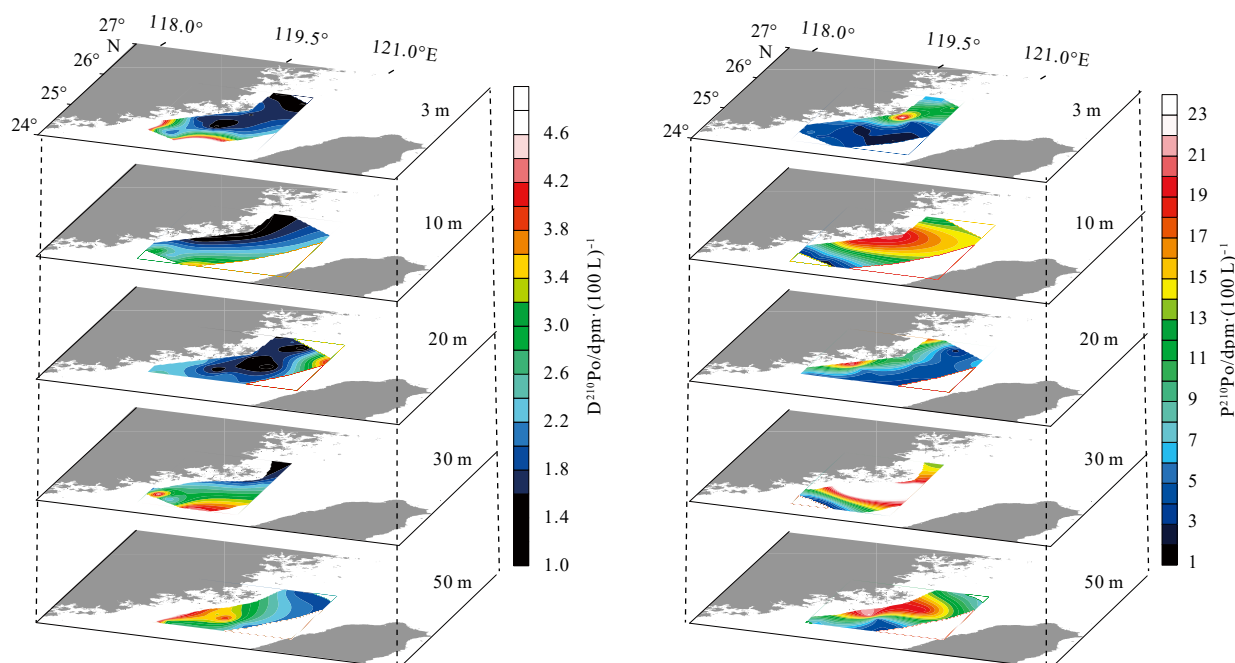 27°
N
118.0°
119.5°
121.0°E
26°
25°
24°
3 m
10 m
20 m
30 m
50 m
4.6
4.2
3.8
3.4
3.0
2.6
2.2
1.8
1.4
1.0
D²¹⁰Po/dpm·(100 L)⁻¹
27°
N
118.0°
119.5°
121.0°E
26°
25°
24°
3 m
10 m
20 m
30 m
50 m
23
21
19
17
15
13
11
9
7
5
3
1
P²¹⁰Po/dpm·(100 L)⁻¹